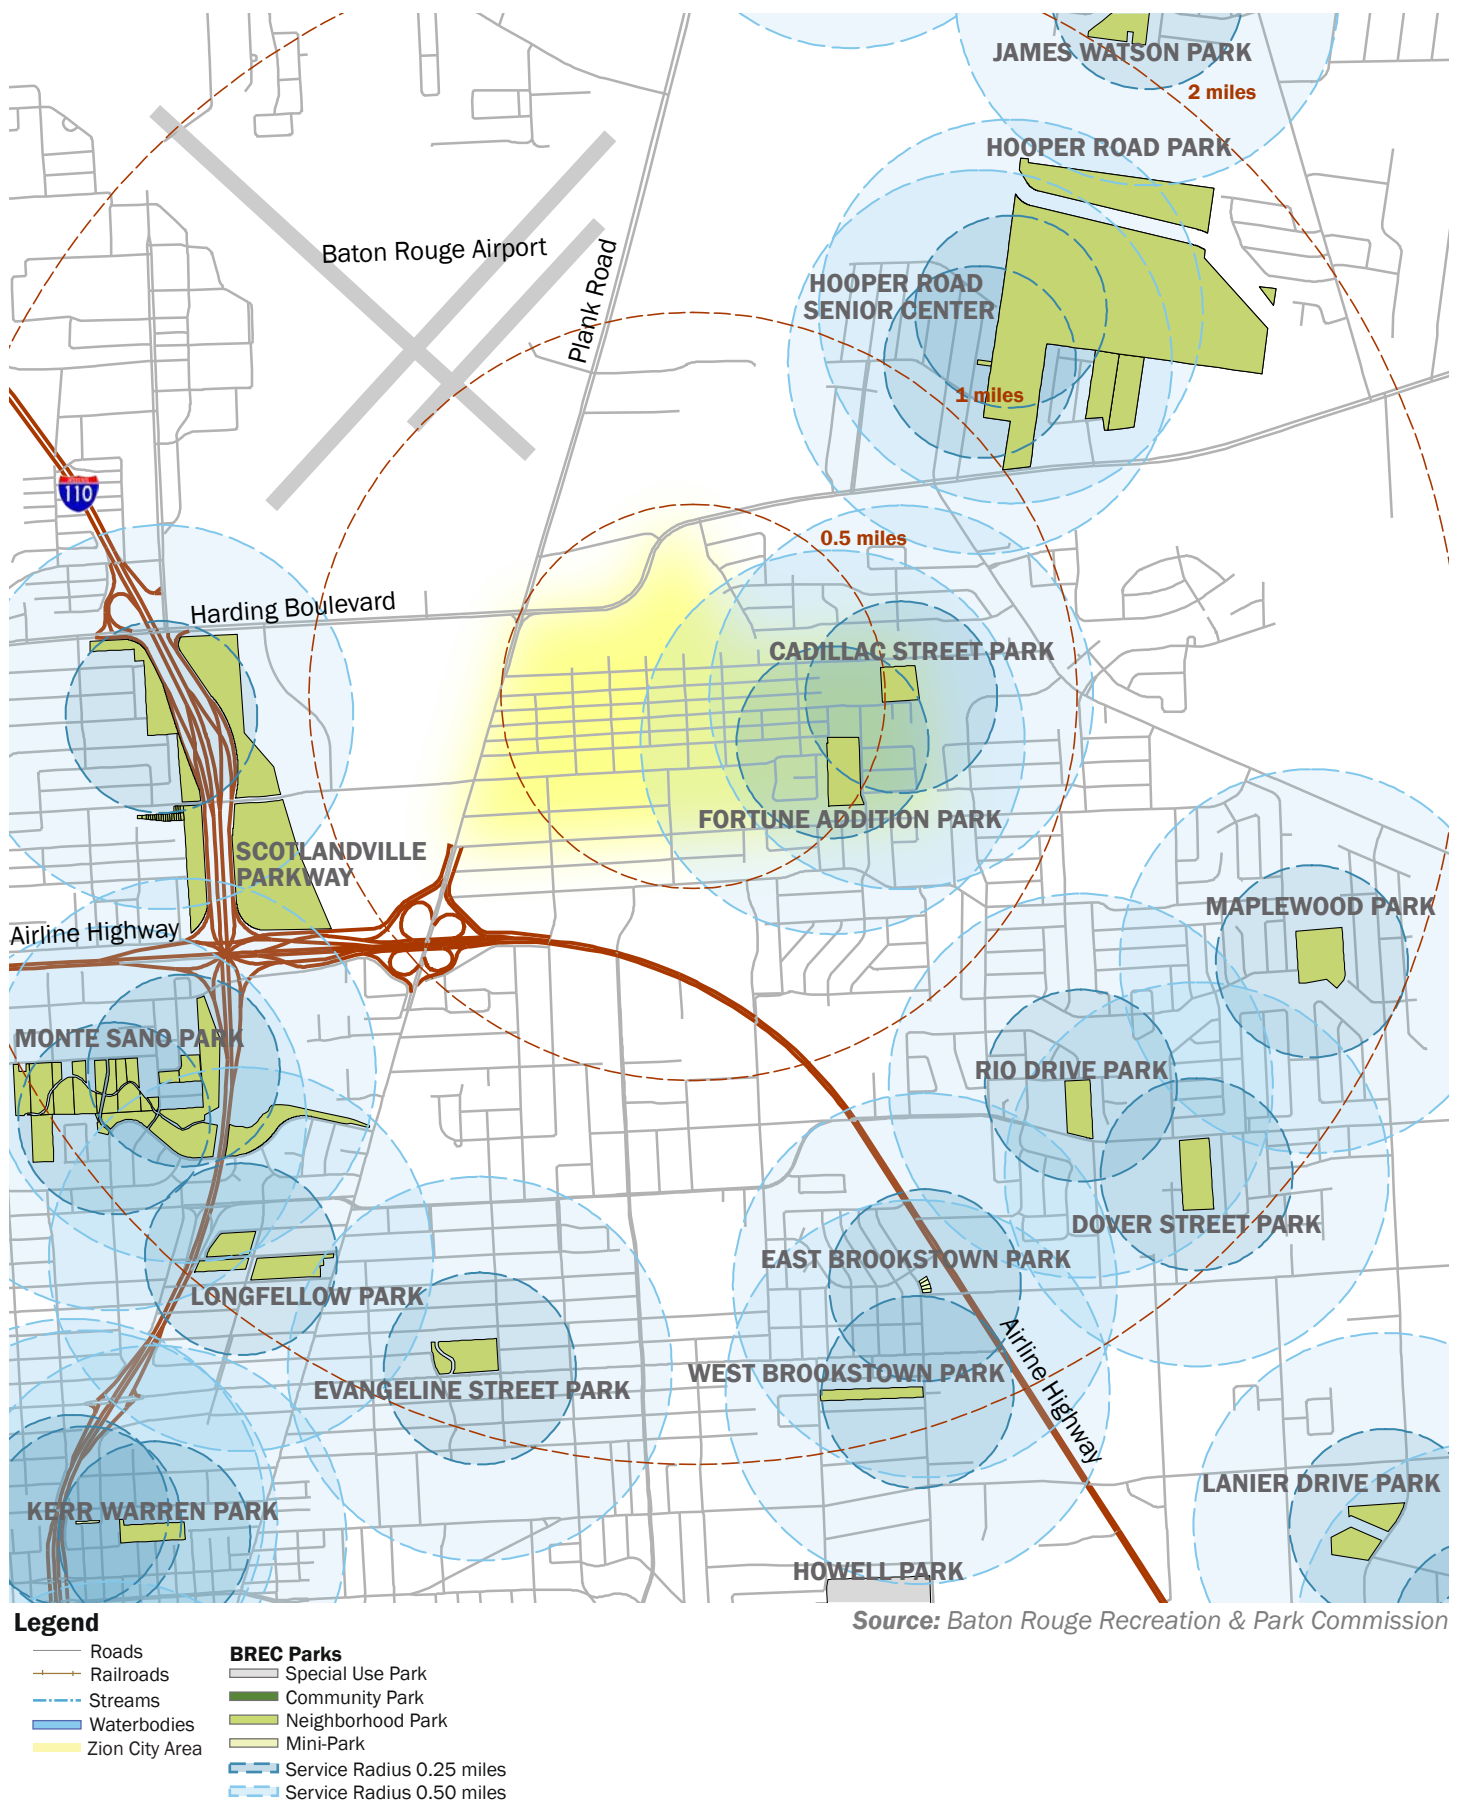 JAMES WATSON PARK
2 miles
HOOPER ROAD PARK
Baton Rouge Airport
Plank Road
HOOPER ROAD
SENIOR CENTER
1 miles
110
0.5 miles
Harding Boulevard
CADILLAC STREET PARK
FORTUNE ADDITION PARK
SCOTLANDVILLE
PARKWAY
MAPLEWOOD PARK
Airline Highway
MONTE SANO PARK
RIO DRIVE PARK
DOVER STREET PARK
EAST BROOKSTOWN PARK
LONGFELLOW PARK
Airline Highway
WEST BROOKSTOWN PARK
EVANGELINE STREET PARK
LANIER DRIVE PARK
KERR WARREN PARK
HOWELL PARK
Source: Baton Rouge Recreation & Park Commission
Legend
Roads
Railroads
Streams
Waterbodies
Zion City Area
BREC Parks
Special Use Park
Community Park
Neighborhood Park
Mini-Park
Service Radius 0.25 miles
Service Radius 0.50 miles